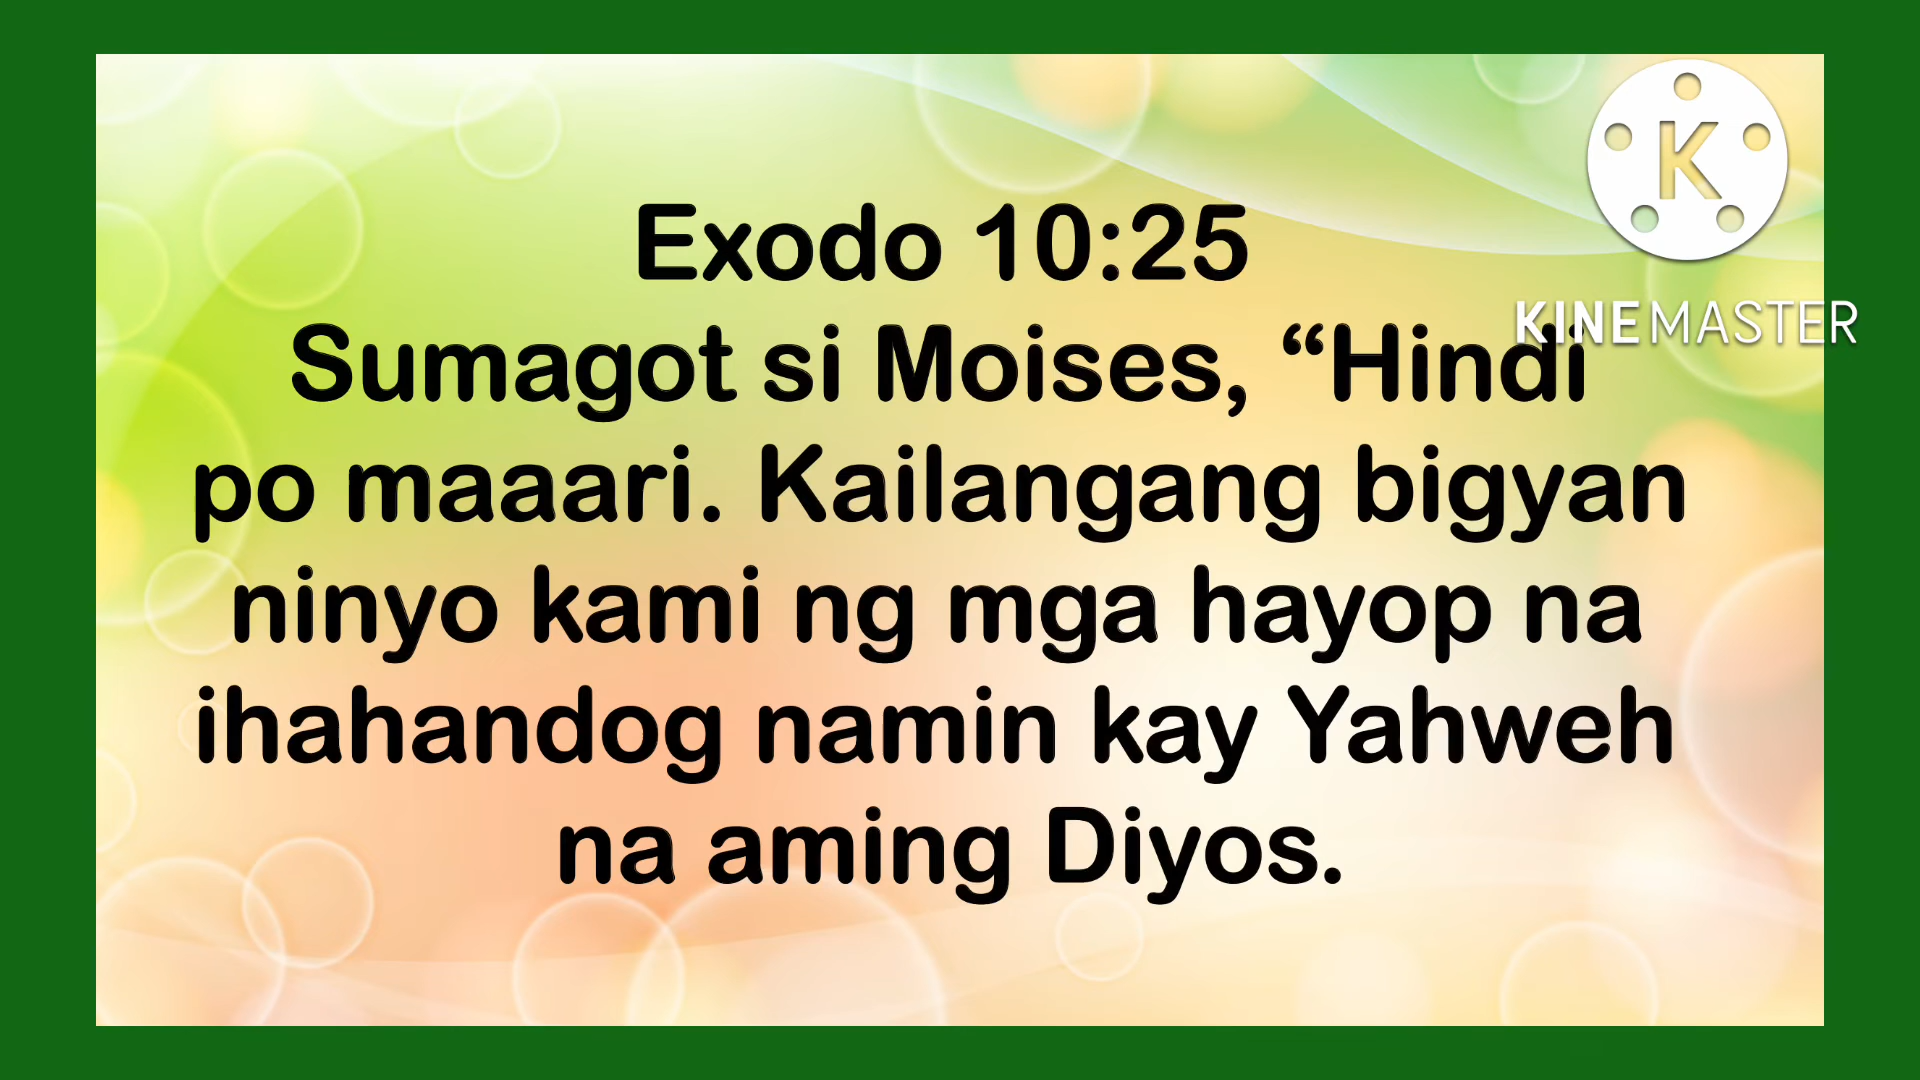 Exodo 10:25
Sumagot si Moises, “Hindi
po maaari. Kailangang bigyan
ninyo kami ng mga hayop na
ihahandog namin kay Yahweh
na aming Diyos.
K
KINEMASTER